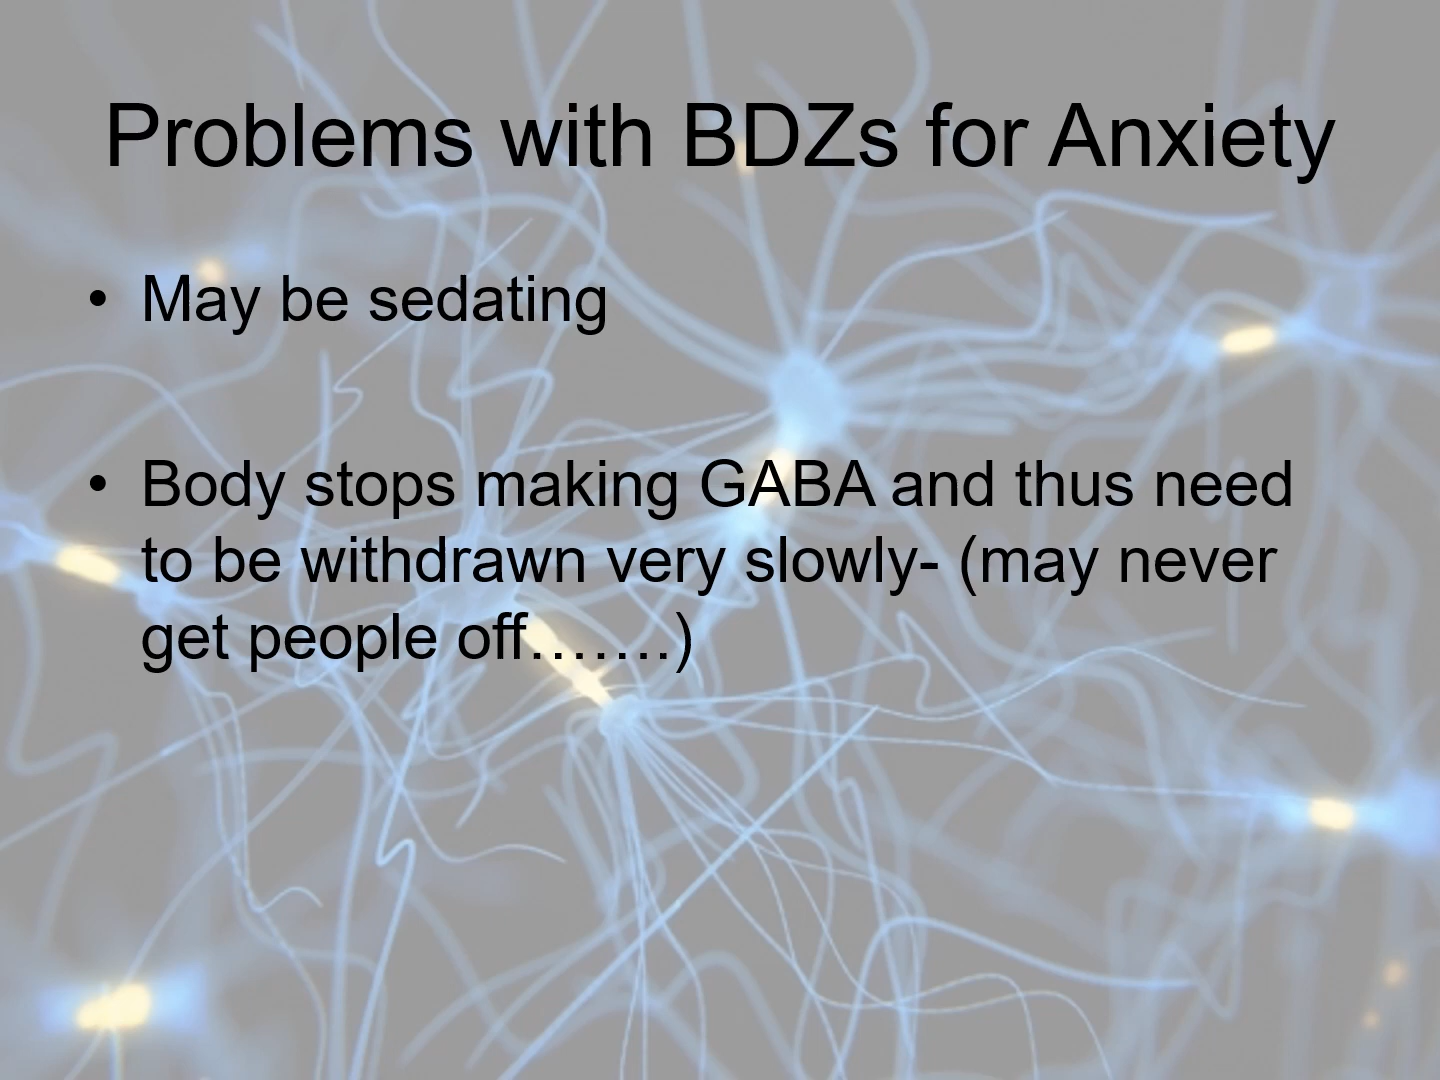 Problems with BDZs for Anxiety
• May be sedating
• Body stops making GABA and thus need
to be withdrawn very slowly- (may never
get people off…….)